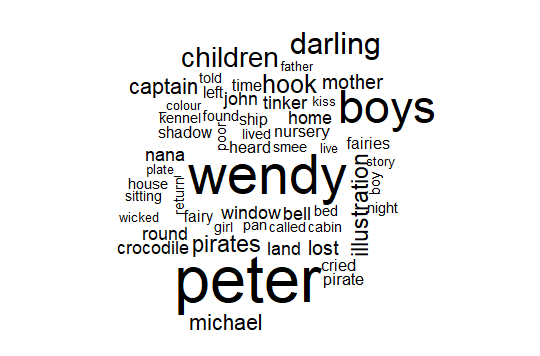 darling
children
father
captain
told
left
time
hook
mother
colour
john
tinker
kiss
boys
kennel
found
ship
home
shadow
poor
lived
nursery
heard
smee
live
fairies
nana
plate
wendy
illustration
story
boy
house
sitting
return
night
wicked
fairy
window
bell
bed
girl
pan
called
cabin
round
crocodile
pirates
land
lost
peter
cried
pirate
michael